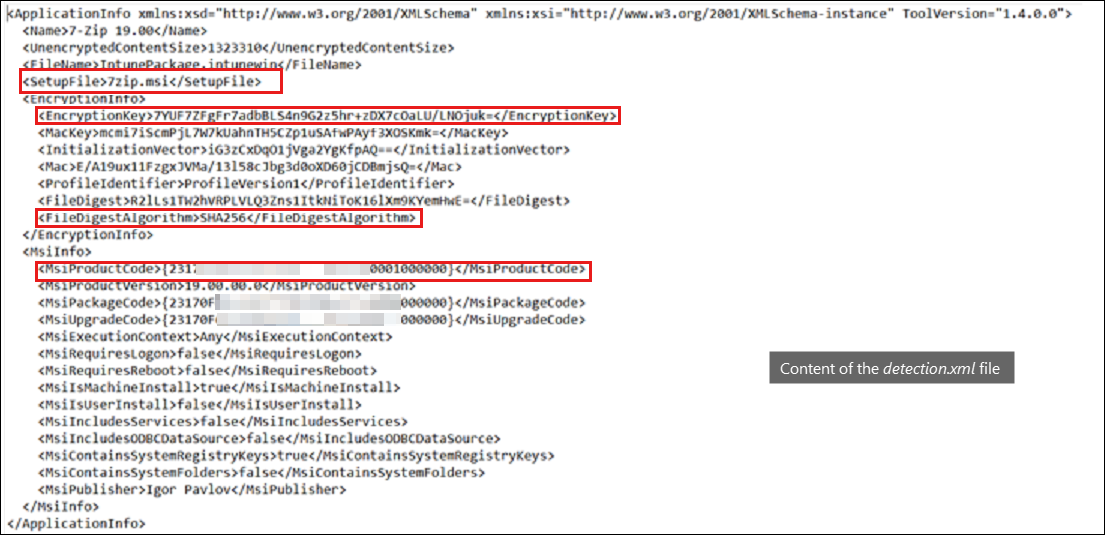 <ApplicationInfo xmlns:xsd="http://www.w3.org/2001/XMLSchema" xmlns:xsi="http://www.w3.org/2001/XMLSchema-instance" ToolVersion="1.4.0.0">
<Name>7-Zip 19.00</Name>
<UnencryptedContentSize>1323310</UnencryptedContentSize>
<FileName>IntunePackage.intunewin</FileName>
<SetupFile>7zip.msi</SetupFile>
<EncryptionInfo>
<EncryptionKey>7YUF7ZFgFr7adbBLS4n9G2z5hr+zDX7cOaLU/LNOjuk=</EncryptionKey>
<MacKey>mcmi7iScmPjL7W7kUahnTH5CZp1uSAfwPAyf3XOSKmk=</MacKey>
<InitializationVector>iG3zCxDqO1jVga2YgKfpAQ==</InitializationVector>
<Mac>E/A19ux11FzgxJVMa/13l58cJbg3d0oXD60jCDBmjsQ=</Mac>
<ProfileIdentifier>ProfileVersion1</ProfileIdentifier>
<FileDigest>R2lLs1TW2hVRPLVLQ3Zns1ItkNiToK16lXm9KYemHwE=</FileDigest>
<FileDigestAlgorithm>SHA256</FileDigestAlgorithm>
</EncryptionInfo>
<MsiInfo>
<MsiProductCode>{2317 0001000000}</MsiProductCode>
<MsiProductVersion>19.00.00.0</MsiProductVersion>
<MsiPackageCode>{23170F 000000}</MsiPackageCode>
<MsiUpgradeCode>{23170F 000000}</MsiUpgradeCode>
<MsiExecutionContext>Any</MsiExecutionContext>
<MsiRequiresLogon>false</MsiRequiresLogon>
<MsiRequiresReboot>false</MsiRequiresReboot>
<MsiIsMachineInstall>true</MsiIsMachineInstall>
<MsiIsUserInstall>false</MsiIsUserInstall>
<MsiIncludesServices>false</MsiIncludesServices>
<MsiIncludesODBCDataSource>false</MsiIncludesODBCDataSource>
<MsiContainsSystemRegistryKeys>true</MsiContainsSystemRegistryKeys>
<MsiContainsSystemFolders>false</MsiContainsSystemFolders>
<MsiPublisher>Igor Pavlov</MsiPublisher>
</MsiInfo>
</ApplicationInfo>
Content of the detection.xml file